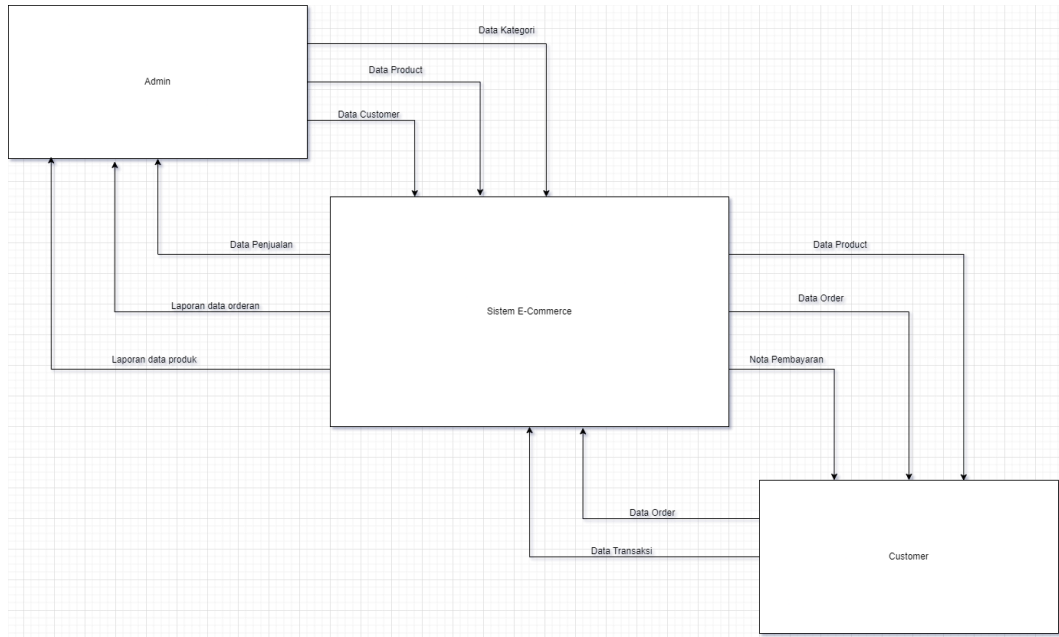 Data Kategori
Admin
Data Product
Data Customer
Data Penjualan
Data Product
Laporan data orderan
Sistem E-Commerce
Data Order
Laporan data produk
Nota Pembayaran
Data Order
Data Transaksi
Customer